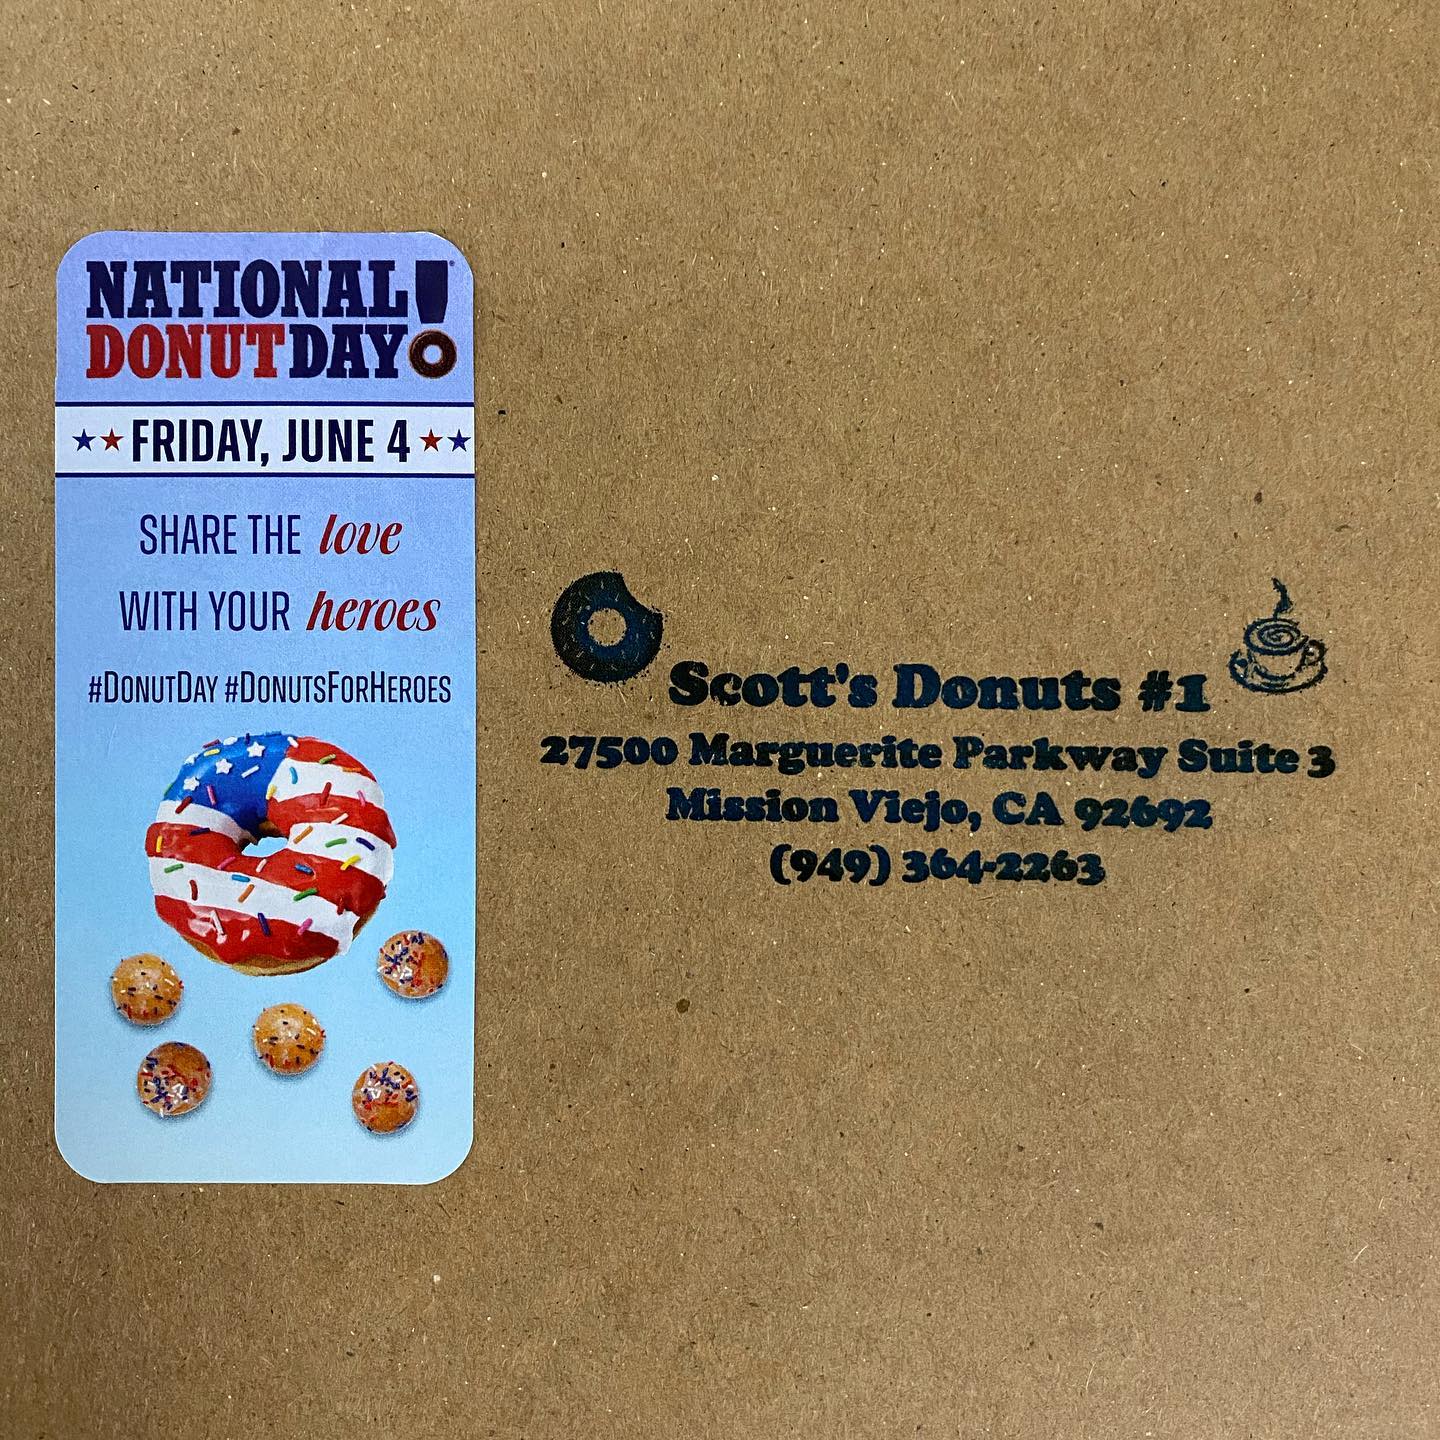 NATIONAL!
DONUT DAY
FRIDAY, JUNE 4
SHARE THE love
WITH YOUR heroes
#DONUTDAY #DONUTSFORHEROES
Scott's Donuts #1
27500 Marguerite Parkway Suite 3
Mission Viejo, CA 92692
(949) 364-2263